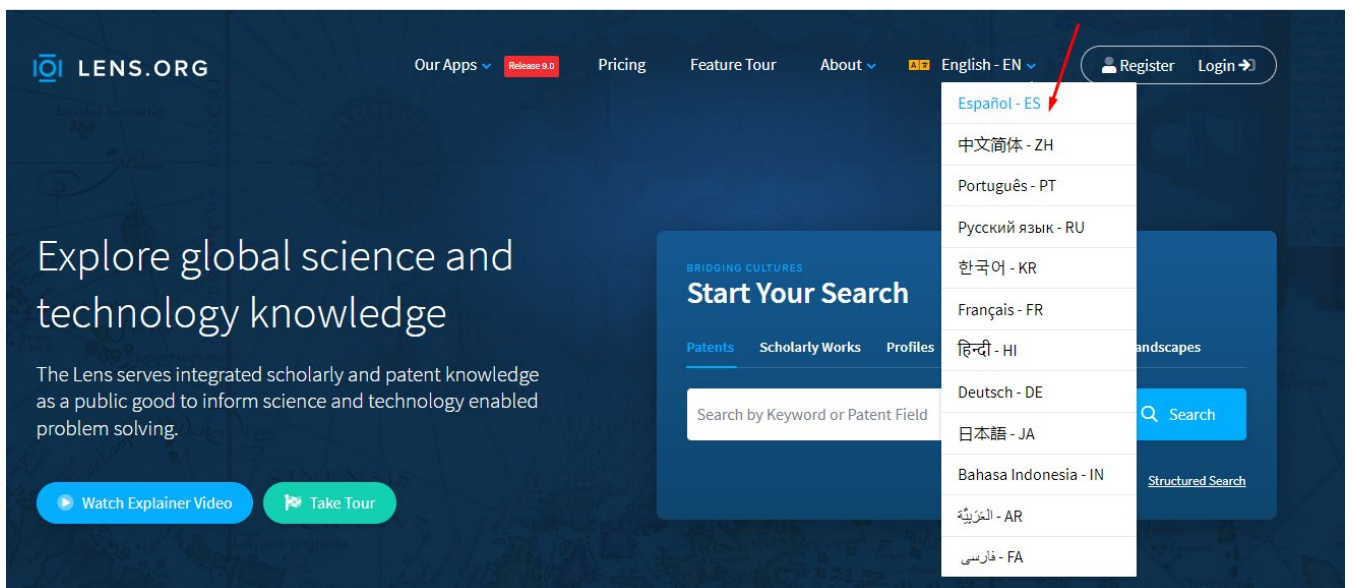 LENS.ORG
Our Apps Release 9.0 Pricing Feature Tour About English - EN Register Login
Español - ES
中文简体 - ZH
Português - PT
Русский язык - RU
한국어 - KR
Français - FR
हिन्दी - HI
Deutsch - DE
日本語 - JA
Bahasa Indonesia - IN
العَرَبِيَّة - AR
فارسی - FA
Explore global science and
technology knowledge
The Lens serves integrated scholarly and patent knowledge
as a public good to inform science and technology enabled
problem solving.
Watch Explainer Video Take Tour
BRIDGING CULTURES
Start Your Search
Patents Scholarly Works Profiles andscapes
Search by Keyword or Patent Field Search
Structured Search